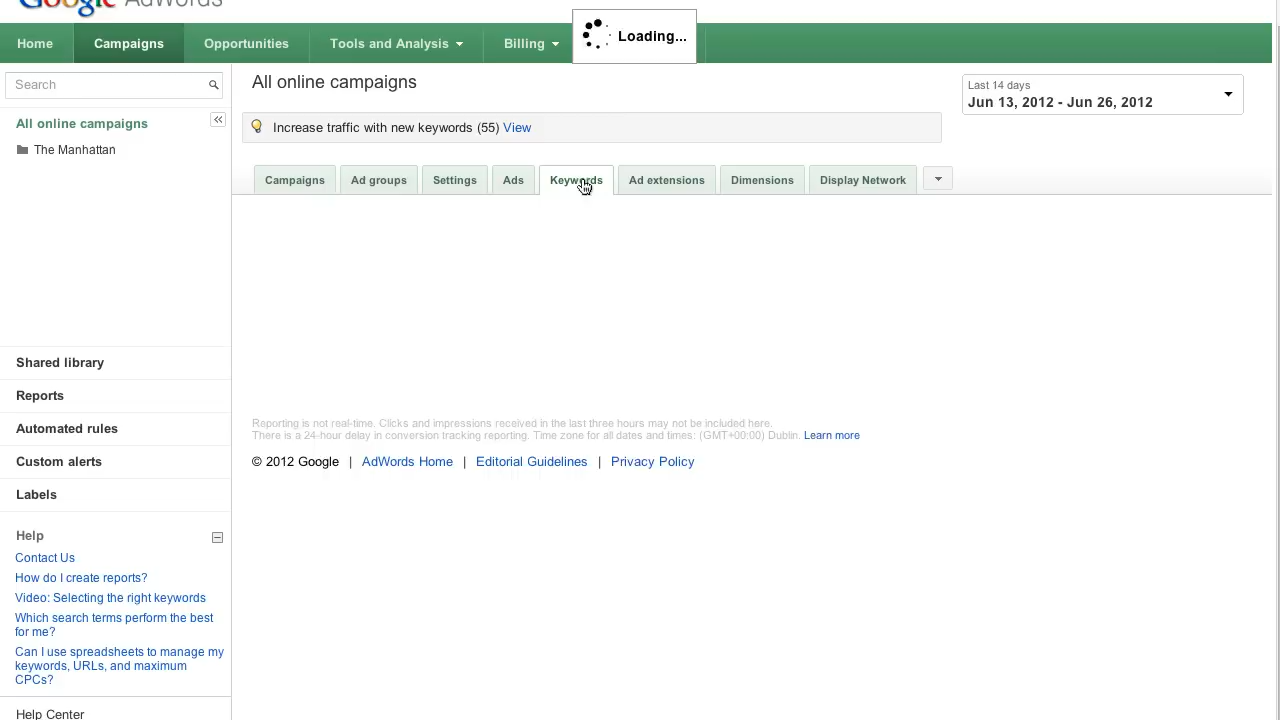 Google AdWords
Home Campaigns Opportunities Tools and Analysis Billing
Loading...
Search
All online campaigns
The Manhattan
Shared library
Reports
Automated rules
Custom alerts
Labels
Help
Contact Us
How do I create reports?
Video: Selecting the right keywords
Which search terms perform the best
for me?
Can I use spreadsheets to manage my
keywords, URLs, and maximum
CPCs?
Help Center
All online campaigns
Last 14 days
Jun 13, 2012 - Jun 26, 2012
Increase traffic with new keywords (55) View
Campaigns Ad groups Settings Ads Keywords Ad extensions Dimensions Display Network
Reporting is not real-time. Clicks and impressions received in the last three hours may not be included here.
There is a 24-hour delay in conversion tracking reporting. Time zone for all dates and times: (GMT+00:00) Dublin. Learn more
© 2012 Google | AdWords Home | Editorial Guidelines | Privacy Policy